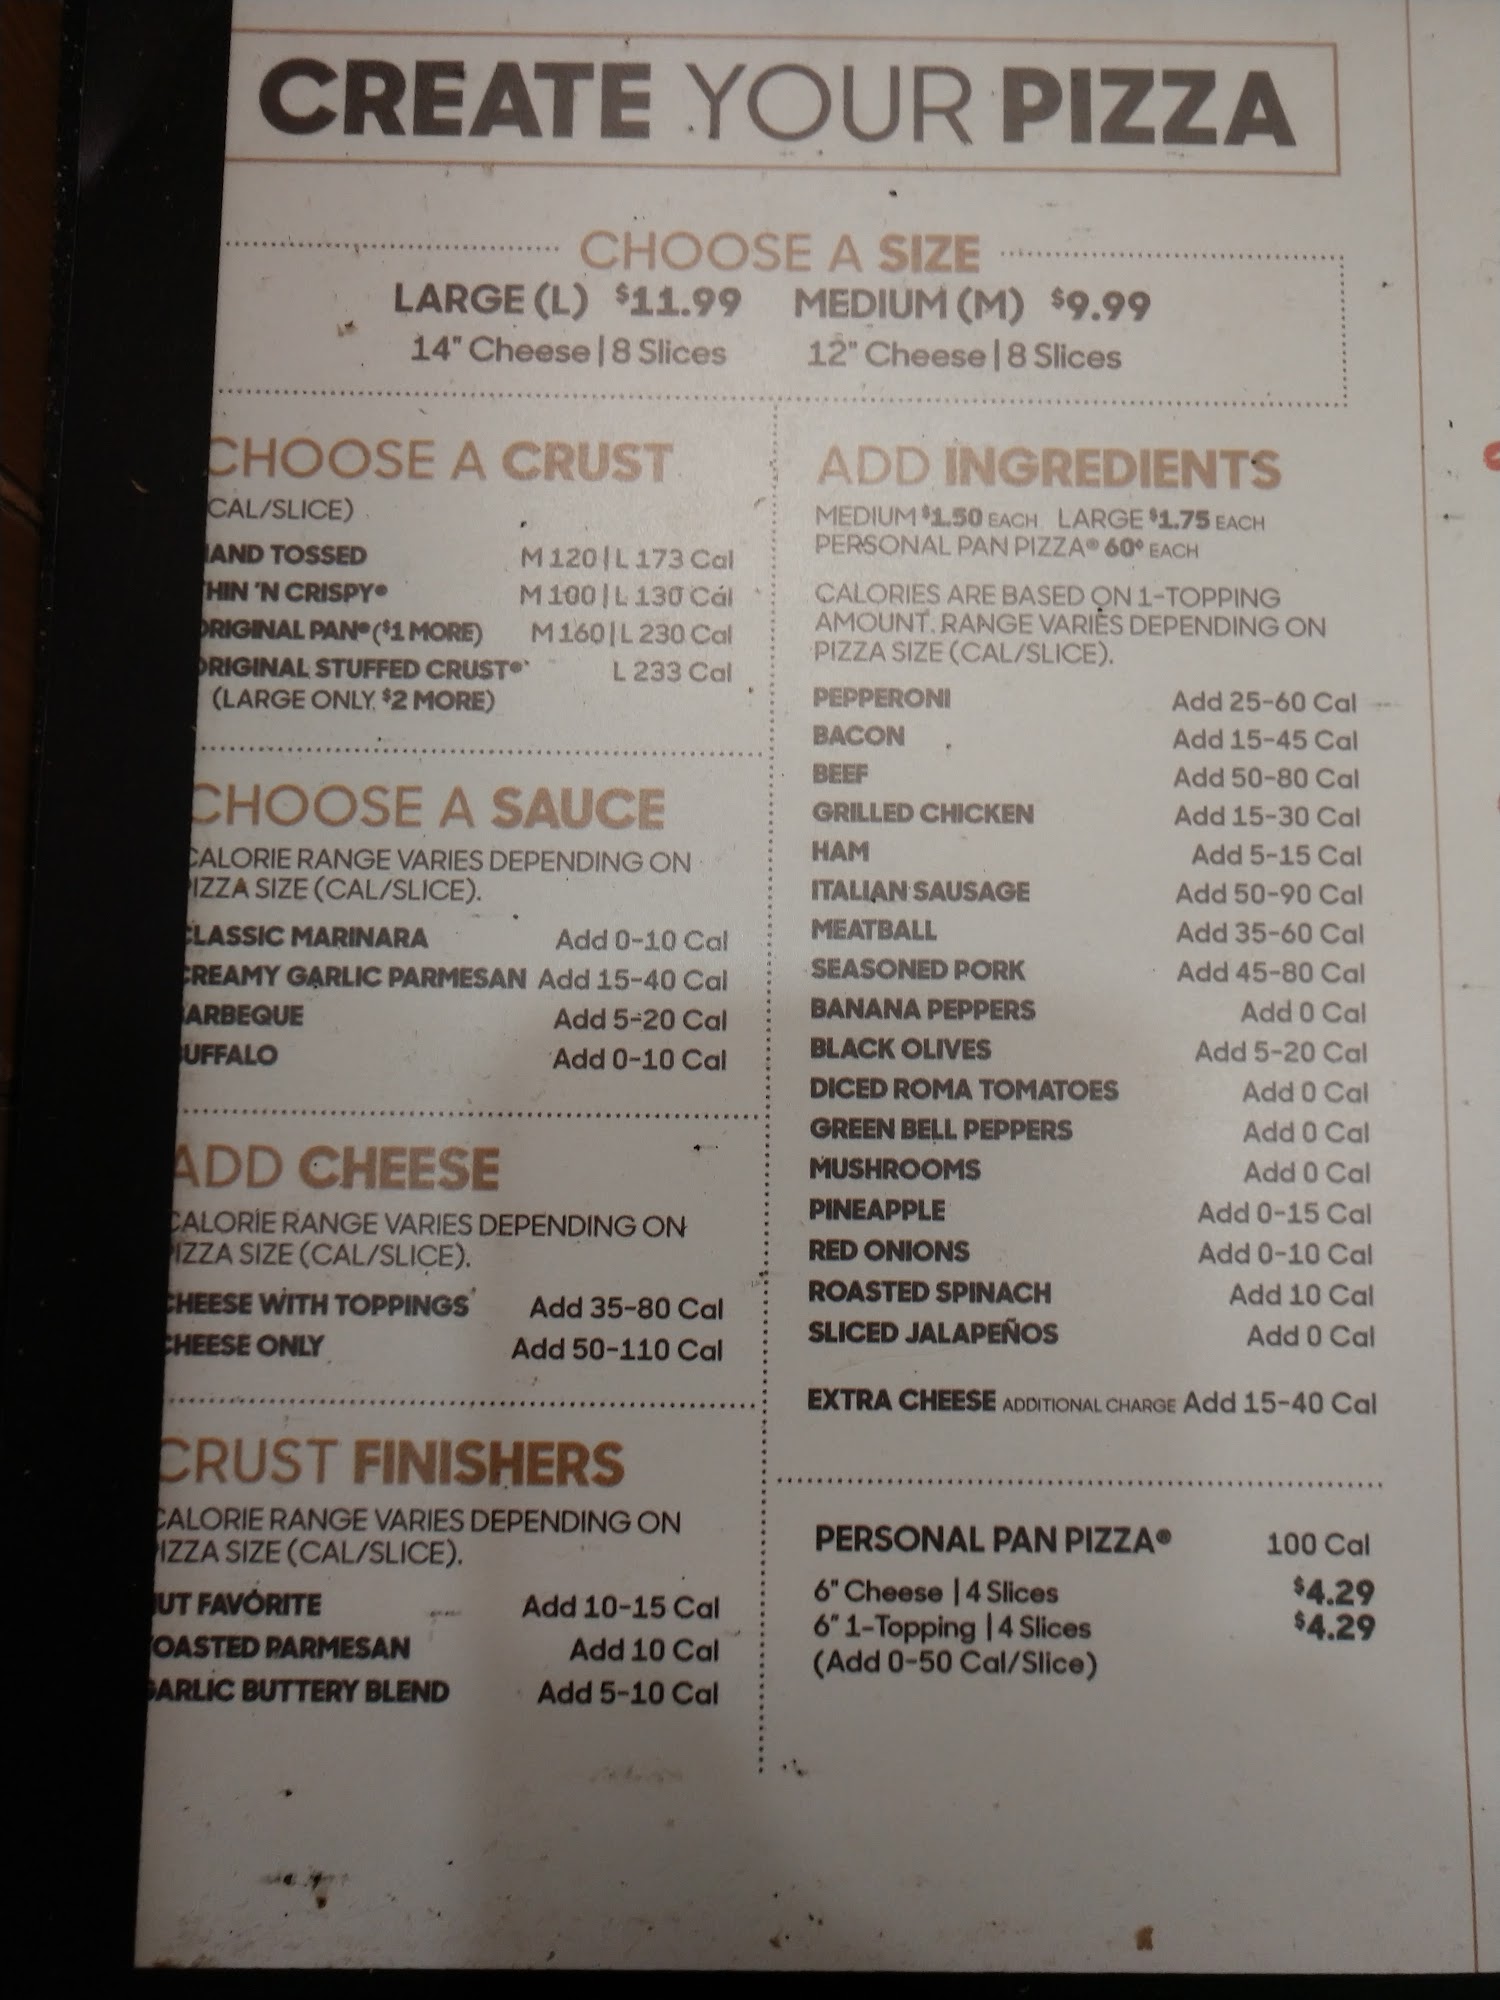 CREATE YOUR PIZZA
CHOOSE A SIZE
LARGE (L) $11.99 MEDIUM (M) $9.99
14" Cheese | 8 Slices 12" Cheese | 8 Slices
CHOOSE A CRUST
CAL/SLICE)
AND TOSSED M 120 | L 173 Cal
HIN 'N CRISPY® M 100 | L 130 Cal
ORIGINAL PAN® ($1 MORE) M 160 | L 230 Cal
ORIGINAL STUFFED CRUST® L 233 Cal
(LARGE ONLY, $2 MORE)
CHOOSE A SAUCE
CALORIE RANGE VARIES DEPENDING ON
IZZA SIZE (CAL/SLICE).
CLASSIC MARINARA Add 0-10 Cal
CREAMY GARLIC PARMESAN Add 15-40 Cal
ARBEQUE Add 5-20 Cal
UFFALO Add 0-10 Cal
ADD CHEESE
CALORIE RANGE VARIES DEPENDING ON
IZZA SIZE (CAL/SLICE).
CHEESE WITH TOPPINGS Add 35-80 Cal
CHEESE ONLY Add 50-110 Cal
CRUST FINISHERS
CALORIE RANGE VARIES DEPENDING ON
IZZA SIZE (CAL/SLICE).
UT FAVORITE Add 10-15 Cal
OASTED PARMESAN Add 10 Cal
GARLIC BUTTERY BLEND Add 5-10 Cal
ADD INGREDIENTS
MEDIUM $1.50 EACH LARGE $1.75 EACH
PERSONAL PAN PIZZA® 60¢ EACH
CALORIES ARE BASED ON 1-TOPPING
AMOUNT. RANGE VARIES DEPENDING ON
PIZZA SIZE (CAL/SLICE).
PEPPERONI Add 25-60 Cal
BACON Add 15-45 Cal
BEEF Add 50-80 Cal
GRILLED CHICKEN Add 15-30 Cal
HAM Add 5-15 Cal
ITALIAN SAUSAGE Add 50-90 Cal
MEATBALL Add 35-60 Cal
SEASONED PORK Add 45-80 Cal
BANANA PEPPERS Add 0 Cal
BLACK OLIVES Add 5-20 Cal
DICED ROMA TOMATOES Add 0 Cal
GREEN BELL PEPPERS Add 0 Cal
MUSHROOMS Add 0 Cal
PINEAPPLE Add 0-15 Cal
RED ONIONS Add 0-10 Cal
ROASTED SPINACH Add 10 Cal
SLICED JALAPEÑOS Add 0 Cal
EXTRA CHEESE ADDITIONAL CHARGE Add 15-40 Cal
PERSONAL PAN PIZZA® 100 Cal
6" Cheese | 4 Slices $4.29
6" 1-Topping | 4 Slices $4.29
(Add 0-50 Cal/Slice)